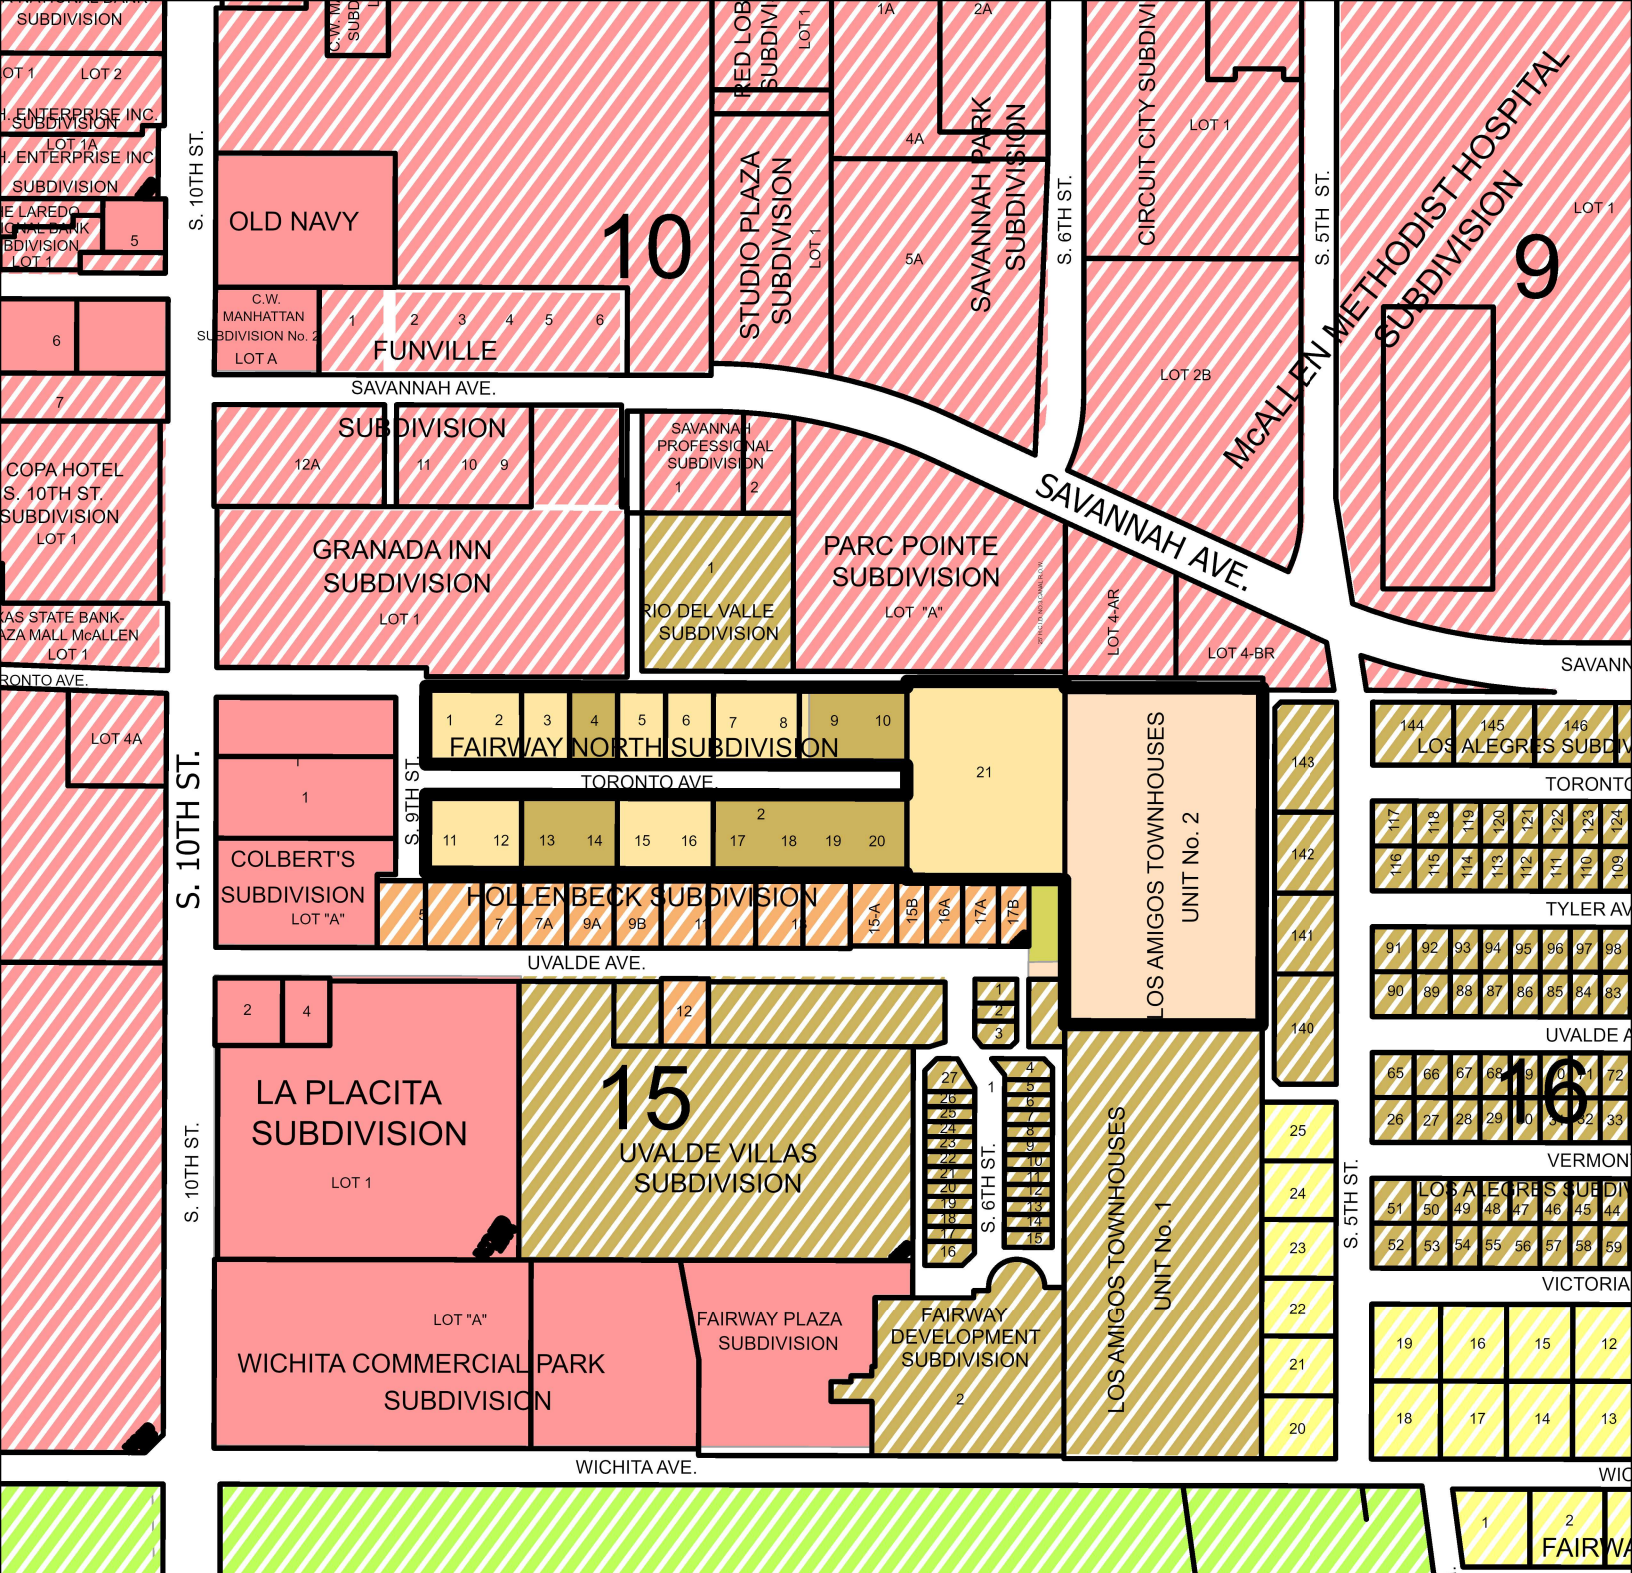 SUBDIVISION
LOT 2
H. ENTERPRISE INC.
SUBDIVISION
LOT 1A
H. ENTERPRISE INC
SUBDIVISION
LOT 1
5
6
7
COPA HOTEL
S. 10TH ST.
SUBDIVISION
LOT 1
LOT 1
LOT 4A
S. 10TH ST.
S. 10TH ST.
S. 10TH ST.
OLD NAVY
10
C.W.
MANHATTAN
SUBDIVISION No. 2
LOT A
1 2 3 4 5 6
FUNVILLE
SAVANNAH AVE.
SUBDIVISION
12A
11 10 9
GRANADA INN
SUBDIVISION
LOT 1
RED LOB
SUBDIVI
LOT 1
STUDIO PLAZA
SUBDIVISION
LOT 1
1A
2A
4A
5A
SAVANNAH PARK
SUBDIVISION
S. 6TH ST.
CIRCUIT CITY SUBDIVI
LOT 1
LOT 2B
S. 5TH ST.
McALLEN METHODIST HOSPITAL
SUBDIVISION
LOT 1
9
SAVANNAH
PROFESSIONAL
SUBDIVISION
1
2
1
RIO DEL VALLE
SUBDIVISION
PARC POINTE
SUBDIVISION
LOT "A"
SAVANNAH AVE.
LOT 4-AR
LOT 4-BR
SAVANN
1 2 3 4 5 6 7 8 9 10
FAIRWAY NORTH SUBDIVISION
TORONTO AVE.
S. 9TH ST.
2
11 12 13 14 15 16 17 18 19 20
21
1
COLBERT'S
SUBDIVISION
LOT "A"
HOLLENBECK SUBDIVISION
7 7A 9A 9B
15-A 15B 16A 17A 17B
UVALDE AVE.
LOS AMIGOS TOWNHOUSES
UNIT No. 2
143
142
141
140
144 145 146
LOS ALEGRES SUBDIV
TORONTO
117 118 119 120 121 122 123 124
116 115 114 113 112 111 110 109
TYLER AV
91 92 93 94 95 96 97 98
90 89 88 87 86 85 84 83
UVALDE A
65 66 67 68 72
16
26 27 28 29 32 33
VERMON
LOS ALEGRES SUBDIV
51 50 49 48 47 46 45 44
52 53 54 55 56 57 58 59
VICTORIA
19 16 15 12
18 17 14 13
WIC
2 4
LA PLACITA
SUBDIVISION
LOT 1
12
15
UVALDE VILLAS
SUBDIVISION
1
2
3
27
26
25
24
23
22
21
20
19
18
17
16
1
S. 6TH ST.
4
5
6
7
8
9
10
11
12
13
14
15
LOS AMIGOS TOWNHOUSES
UNIT No. 1
25
24
23
22
21
20
S. 5TH ST.
LOT "A"
WICHITA COMMERCIAL PARK
SUBDIVISION
FAIRWAY PLAZA
SUBDIVISION
FAIRWAY
DEVELOPMENT
SUBDIVISION
2
WICHITA AVE.
1 2
FAIRWA